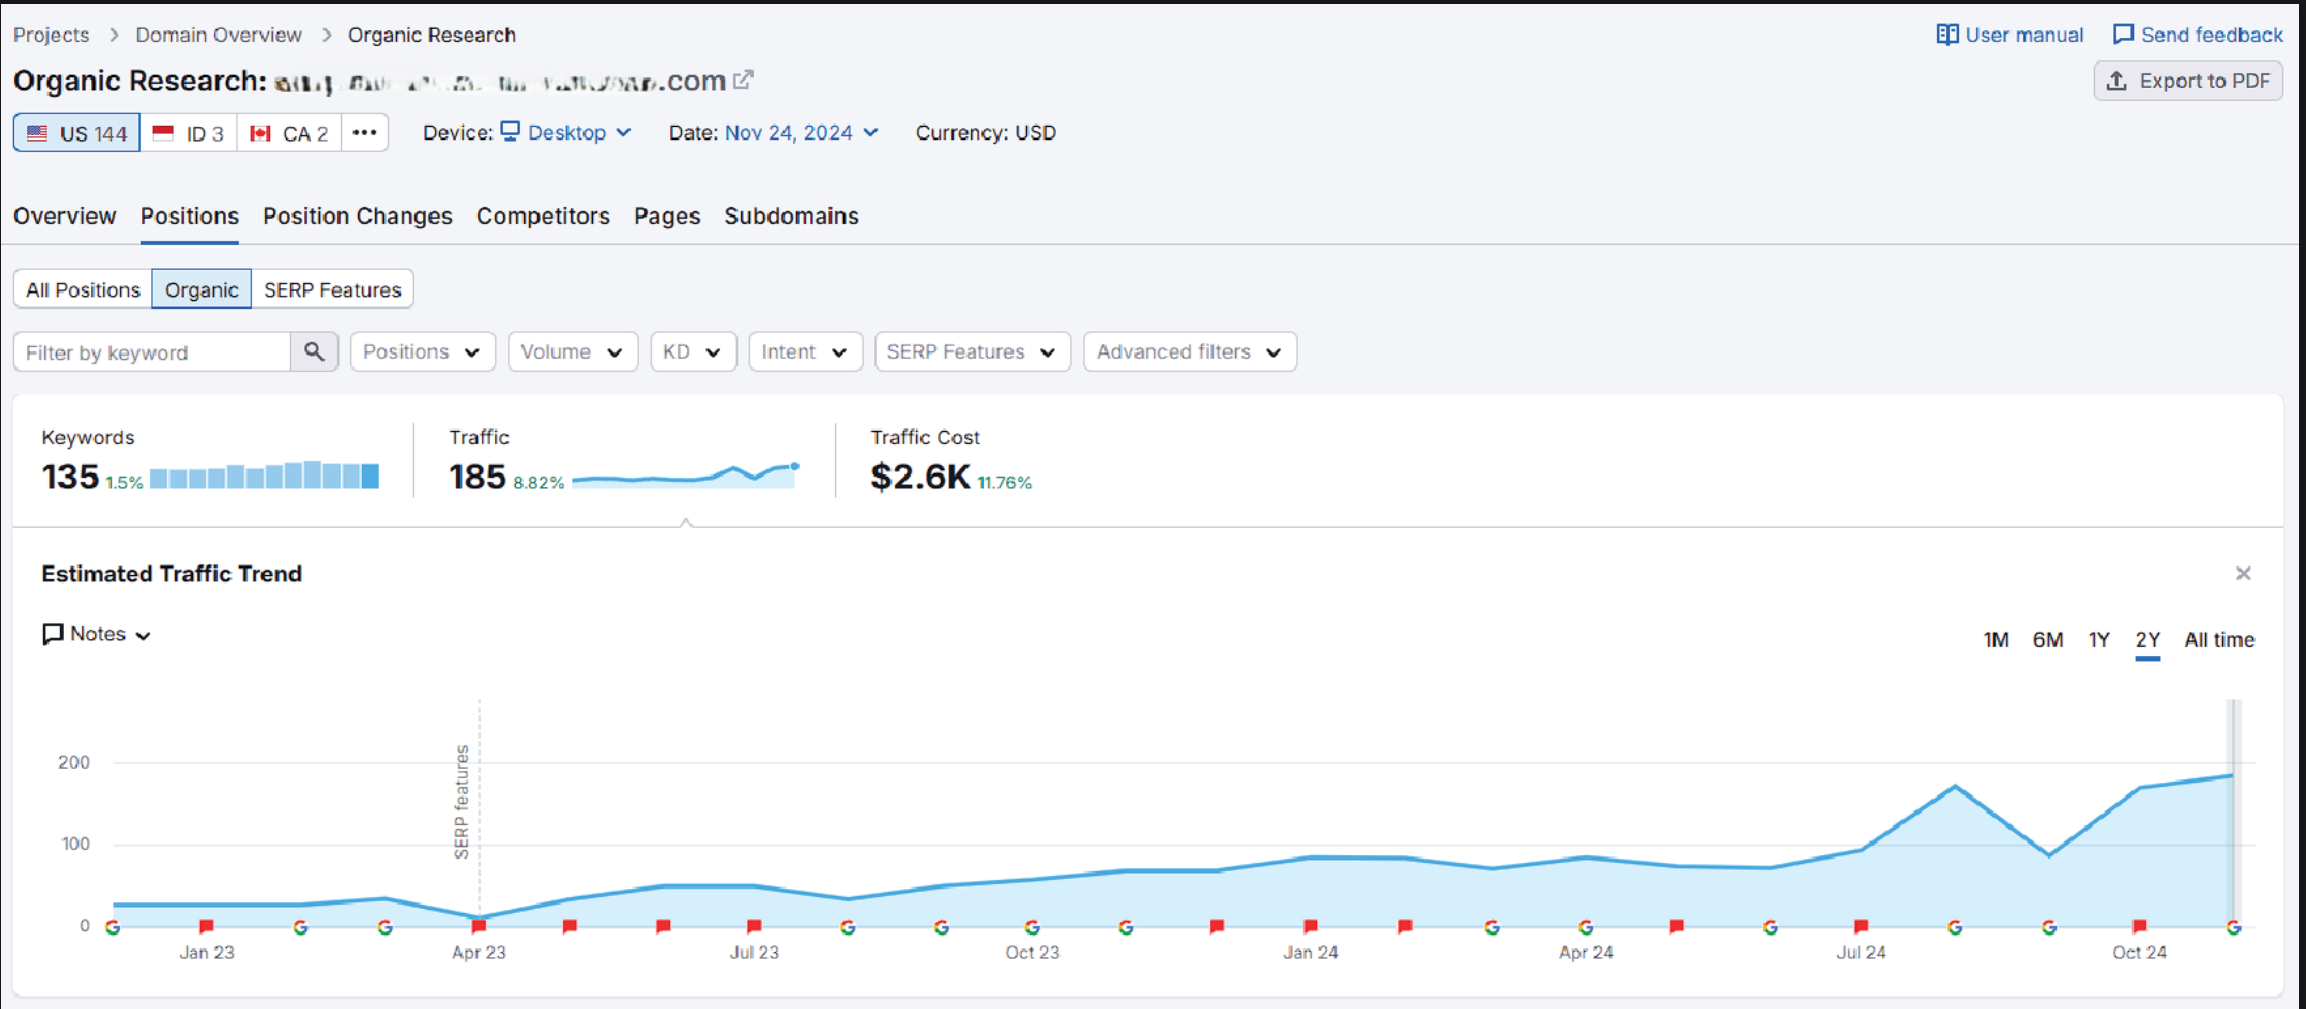 Projects > Domain Overview > Organic Research
User manual Send feedback
Organic Research: .com
Export to PDF
US 144 ID 3 CA 2 •••
Device: Desktop Date: Nov 24, 2024 Currency: USD
Overview Positions Position Changes Competitors Pages Subdomains
All Positions Organic SERP Features
Filter by keyword Positions Volume KD Intent SERP Features Advanced filters
Keywords
135 1.5%
Traffic
185 8.82%
Traffic Cost
$2.6K 11.76%
Estimated Traffic Trend
Notes
1M 6M 1Y 2Y All time
200
100
0
SERP features
Jan 23 Apr 23 Jul 23 Oct 23 Jan 24 Apr 24 Jul 24 Oct 24